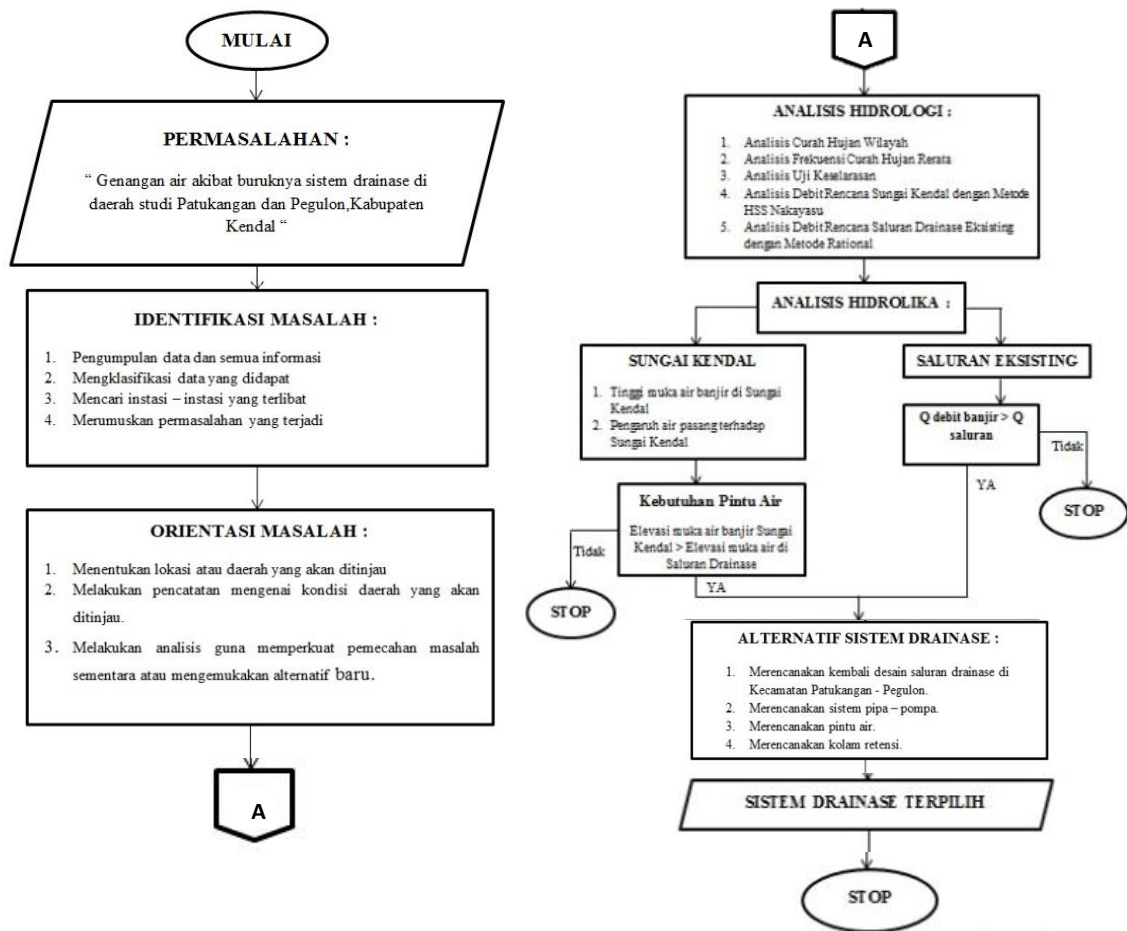 MULAI
PERMASALAHAN :
“ Genangan air akibat buruknya sistem drainase di
daerah studi Patukangan dan Pegulon,Kabupaten
Kendal “
IDENTIFIKASI MASALAH :
1. Pengumpulan data dan semua informasi
2. Mengklasifikasi data yang didapat
3. Mencari instasi – instasi yang terlibat
4. Merumuskan permasalahan yang terjadi
ORIENTASI MASALAH :
1. Menentukan lokasi atau daerah yang akan ditinjau
2. Melakukan pencatatan mengenai kondisi daerah yang akan
ditinjau.
3. Melakukan analisis guna memperkuat pemecahan masalah
sementara atau mengemukakan alternatif baru.
A
A
ANALISIS HIDROLOGI :
1. Analisis Curah Hujan Wilayah
2. Analisis Frekuensi Curah Hujan Rerata
3. Analisis Uji Keselarasan
4. Analisis Debit Rencana Sungai Kendal dengan Metode
HSS Nakayasu
5. Analisis Debit Rencana Saluran Drainase Eksisting
dengan Metode Rational
ANALISIS HIDROLIKA :
SUNGAI KENDAL
1. Tinggi muka air banjir di Sungai
Kendal
2. Pengaruh air pasang terhadap
Sungai Kendal
SALURAN EKSISTING
Q debit banjir > Q
saluran
Tidak
YA
STOP
Kebutuhan Pintu Air
Elevasi muka air banjir Sungai
Kendal > Elevasi muka air di
Saluran Drainase
Tidak
YA
STOP
ALTERNATIF SISTEM DRAINASE :
1. Merencanakan kembali desain saluran drainase di
Kecamatan Patukangan - Pegulon.
2. Merencanakan sistem pipa – pompa.
3. Merencanakan pintu air.
4. Merencanakan kolam retensi.
SISTEM DRAINASE TERPILIH
STOP